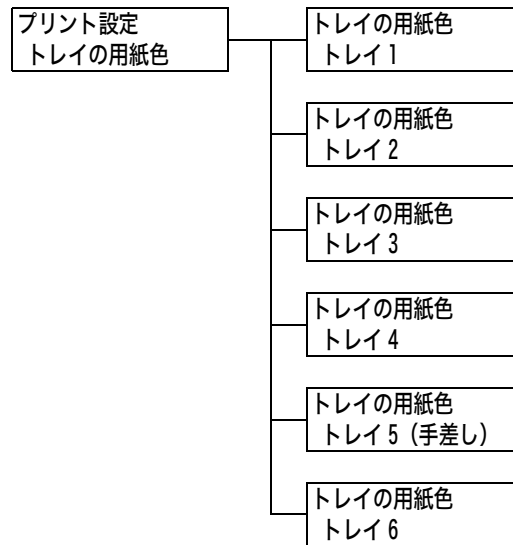 プリント設定
トレイの用紙色
トレイの用紙色
トレイ1
トレイの用紙色
トレイ2
トレイの用紙色
トレイ3
トレイの用紙色
トレイ4
トレイの用紙色
トレイ5（手差し）
トレイの用紙色
トレイ6